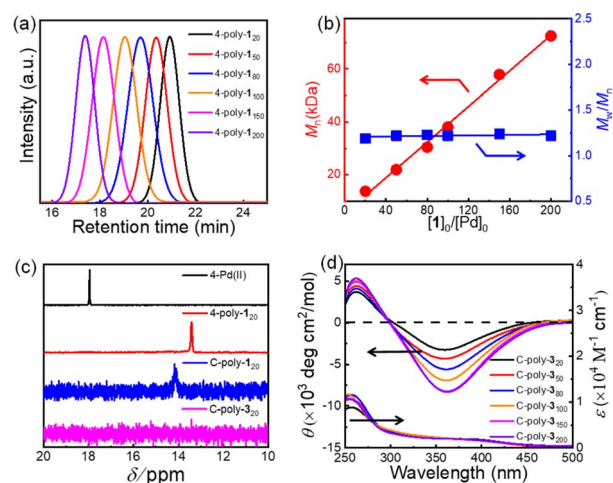 (a)
4-poly-1₂₀
4-poly-1₅₀
4-poly-1₈₀
4-poly-1₁₀₀
4-poly-1₁₅₀
4-poly-1₂₀₀
Intensity (a.u.)
16 18 20 22 24
Retention time (min)
(b)
80
60
40
20
Mₙ(kDa)
2.5
2.0
1.5
1.0
0.5
M_w/Mₙ
0 40 80 120 160 200
[1]₀/[Pd]₀
(c)
4-Pd(II)
4-poly-1₂₀
C-poly-1₂₀
C-poly-3₂₀
20 18 16 14 12 10
δ/ppm
(d)
5
0
-5
-10
-15
θ (×10³ deg cm²/mol)
C-poly-3₂₀
C-poly-3₅₀
C-poly-3₈₀
C-poly-3₁₀₀
C-poly-3₁₅₀
C-poly-3₂₀₀
4
3
2
1
0
ε (×10⁴ M⁻¹ cm⁻¹)
250 300 350 400 450 500
Wavelength (nm)